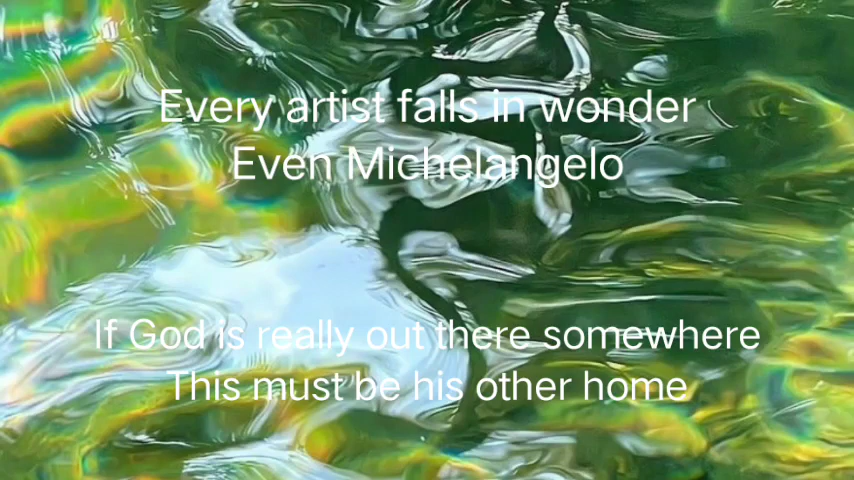 Every artist falls in wonder
Even Michelangelo
If God is really out there somewhere
This must be his other home